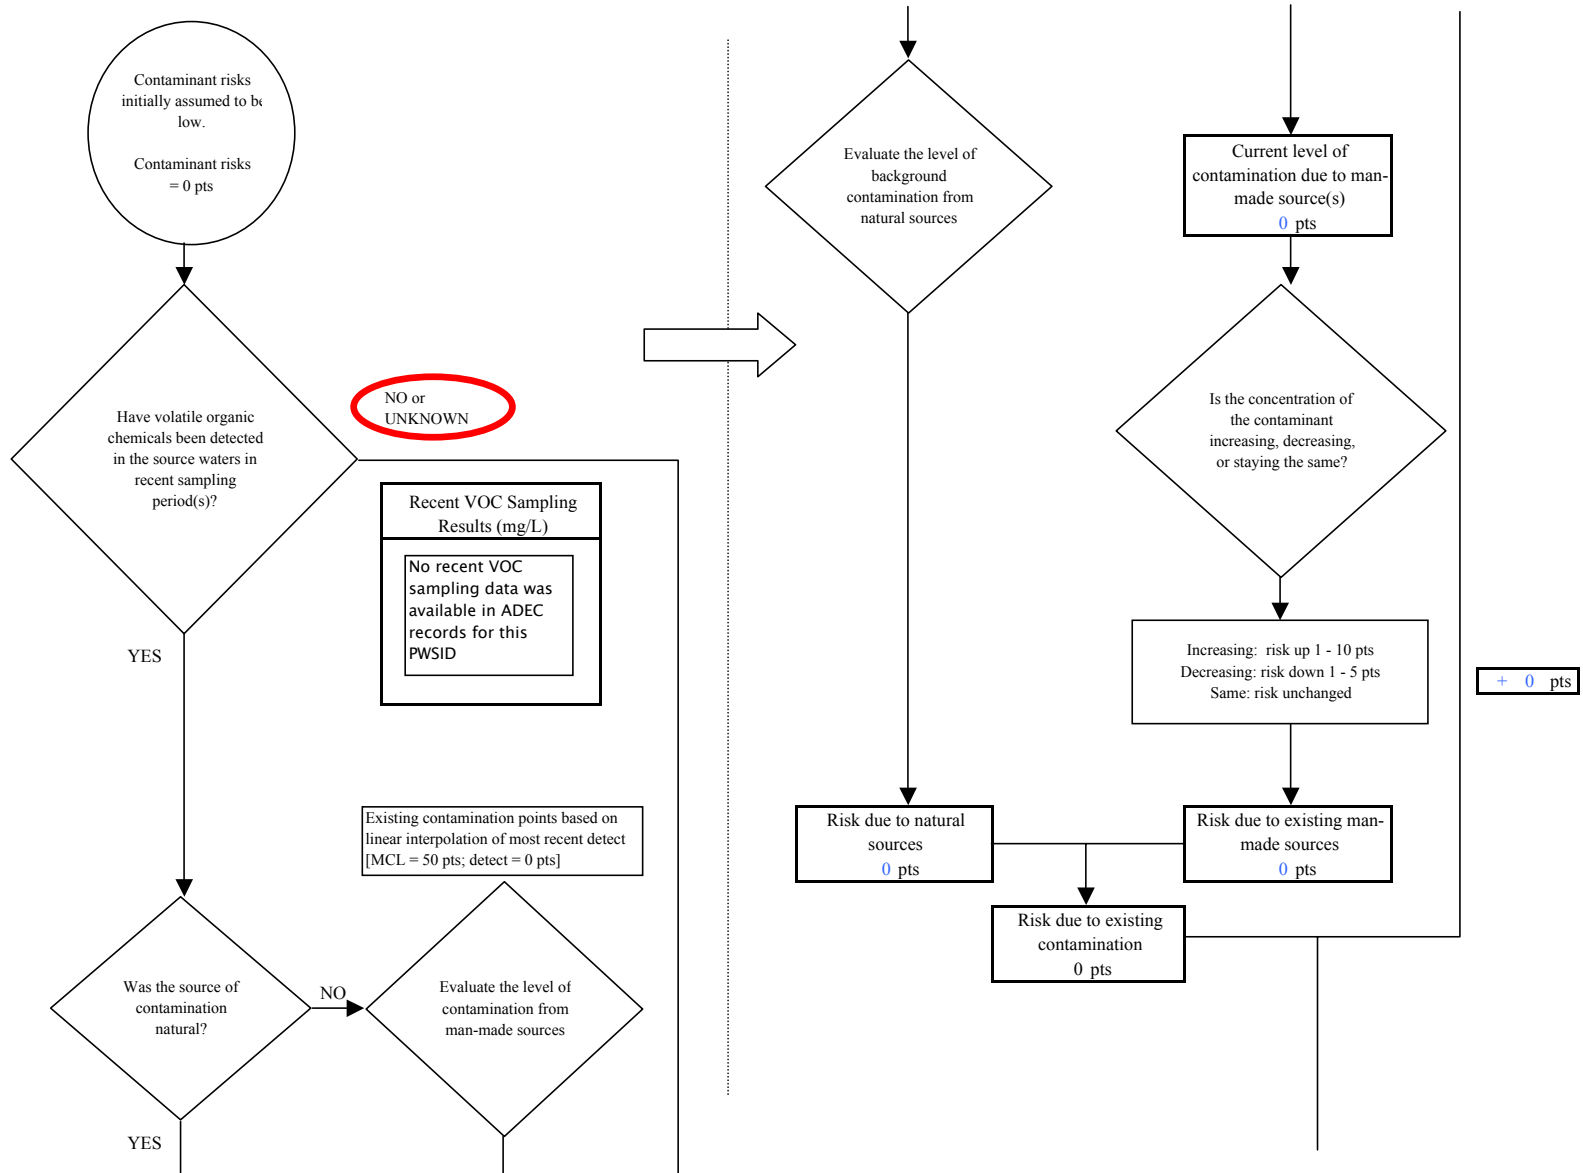 Contaminant risks
initially assumed to be
low.
Contaminant risks
= 0 pts
Have volatile organic
chemicals been detected
in the source waters in
recent sampling
period(s)?
NO or
UNKNOWN
Recent VOC Sampling
Results (mg/L)
No recent VOC
sampling data was
available in ADEC
records for this
PWSID
YES
Existing contamination points based on
linear interpolation of most recent detect
[MCL = 50 pts; detect = 0 pts]
Was the source of
contamination
natural?
NO
Evaluate the level of
contamination from
man-made sources
YES
Evaluate the level of
background
contamination from
natural sources
Current level of
contamination due to man-
made source(s)
0 pts
Is the concentration of
the contaminant
increasing, decreasing,
or staying the same?
Increasing: risk up 1 - 10 pts
Decreasing: risk down 1 - 5 pts
Same: risk unchanged
+ 0 pts
Risk due to natural
sources
0 pts
Risk due to existing man-
made sources
0 pts
Risk due to existing
contamination
0 pts